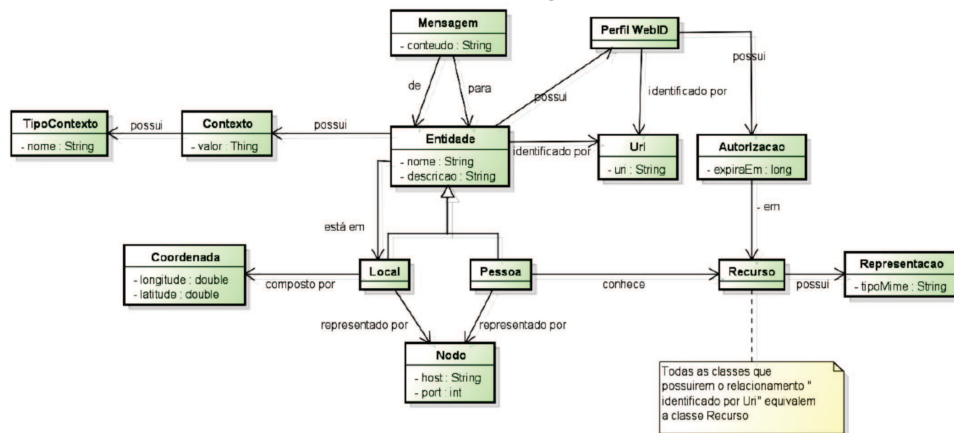 Mensagem
- conteudo : String
Perfil WebID
de
para
possui
possui
identificado por
TipoContexto
- nome : String
possui
Contexto
- valor : Thing
possui
Entidade
- nome : String
- descricao : String
identificado por
Uri
- uri : String
Autorizacao
- expiraEm : long
- em
está em
Coordenada
- longitude : double
- latitude : double
composto por
Local
Pessoa
conhece
Recurso
possui
Representacao
- tipoMime : String
representado por
representado por
Nodo
- host : String
- port : int
Todas as classes que
possuirem o relacionamento "
identificado por Uri" equivalem
a classe Recurso